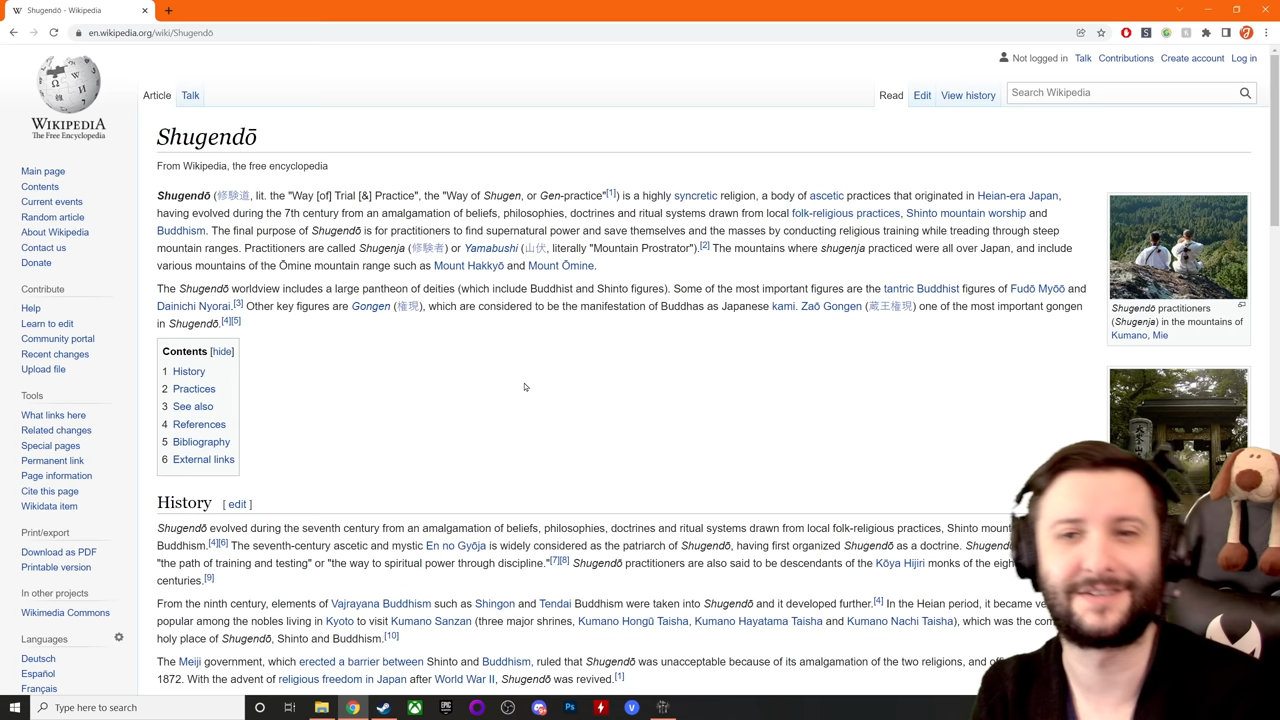 Shugendō - Wikipedia
en.wikipedia.org/wiki/Shugendō
Not logged in Talk Contributions Create account Log in
Article Talk Read Edit View history Search Wikipedia
WIKIPEDIA
The Free Encyclopedia
Main page
Contents
Current events
Random article
About Wikipedia
Contact us
Donate
Contribute
Help
Learn to edit
Community portal
Recent changes
Upload file
Tools
What links here
Related changes
Special pages
Permanent link
Page information
Cite this page
Wikidata item
Print/export
Download as PDF
Printable version
In other projects
Wikimedia Commons
Languages
Deutsch
Español
Français
Shugendō
From Wikipedia, the free encyclopedia
Shugendō (修験道, lit. the "Way [of] Trial [&] Practice", the "Way of Shugen, or Gen-practice"[1]) is a highly syncretic religion, a body of ascetic practices that originated in Heian-era Japan,
having evolved during the 7th century from an amalgamation of beliefs, philosophies, doctrines and ritual systems drawn from local folk-religious practices, Shinto mountain worship and
Buddhism. The final purpose of Shugendō is for practitioners to find supernatural power and save themselves and the masses by conducting religious training while treading through steep
mountain ranges. Practitioners are called Shugenja (修験者) or Yamabushi (山伏, literally "Mountain Prostrator").[2] The mountains where shugenja practiced were all over Japan, and include
various mountains of the Ōmine mountain range such as Mount Hakkyō and Mount Ōmine.
The Shugendō worldview includes a large pantheon of deities (which include Buddhist and Shinto figures). Some of the most important figures are the tantric Buddhist figures of Fudō Myōō and
Dainichi Nyorai.[3] Other key figures are Gongen (権現), which are considered to be the manifestation of Buddhas as Japanese kami. Zaō Gongen (蔵王権現) one of the most important gongen
in Shugendō.[4][5]
Shugendō practitioners
(Shugenja) in the mountains of
Kumano, Mie
Contents [hide]
1 History
2 Practices
3 See also
4 References
5 Bibliography
6 External links
History [ edit ]
Shugendō evolved during the seventh century from an amalgamation of beliefs, philosophies, doctrines and ritual systems drawn from local folk-religious practices, Shinto
Buddhism.[4][6] The seventh-century ascetic and mystic En no Gyōja is widely considered as the patriarch of Shugendō, having first organized Shugendō as a doctrine.
"the path of training and testing" or "the way to spiritual power through discipline."[7][8] Shugendō practitioners are also said to be descendants of the Kōya Hijiri monks of the
centuries.[9]
From the ninth century, elements of Vajrayana Buddhism such as Shingon and Tendai Buddhism were taken into Shugendō and it developed further.[4] In the Heian period, it became
popular among the nobles living in Kyoto to visit Kumano Sanzan (three major shrines, Kumano Hongū Taisha, Kumano Hayatama Taisha and Kumano Nachi Taisha), which was the
holy place of Shugendō, Shinto and Buddhism.[10]
The Meiji government, which erected a barrier between Shinto and Buddhism, ruled that Shugendō was unacceptable because of its amalgamation of the two religions, and
1872. With the advent of religious freedom in Japan after World War II, Shugendō was revived.[1]
Type here to search